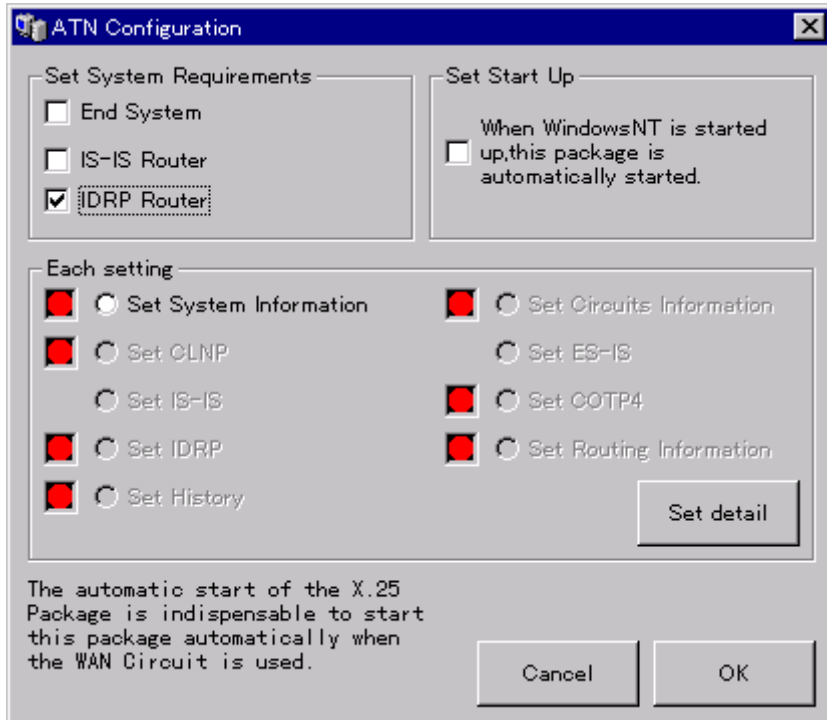 ATN Configuration
Set System Requirements
End System
IS-IS Router
IDRP Router
Set Start Up
When WindowsNT is started
up,this package is
automatically started.
Each setting
Set System Information
Set Circuits Information
Set CLNP
Set ES-IS
Set IS-IS
Set COTP4
Set IDRP
Set Routing Information
Set History
Set detail
The automatic start of the X.25
Package is indispensable to start
this package automatically when
the WAN Circuit is used.
Cancel
OK